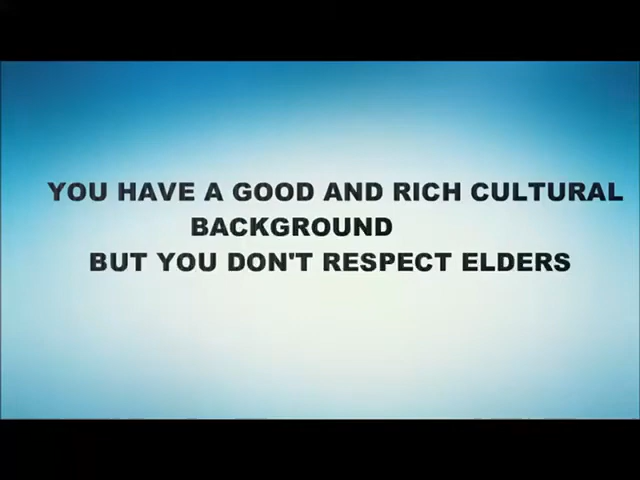 YOU HAVE A GOOD AND RICH CULTURAL
BACKGROUND
BUT YOU DON'T RESPECT ELDERS